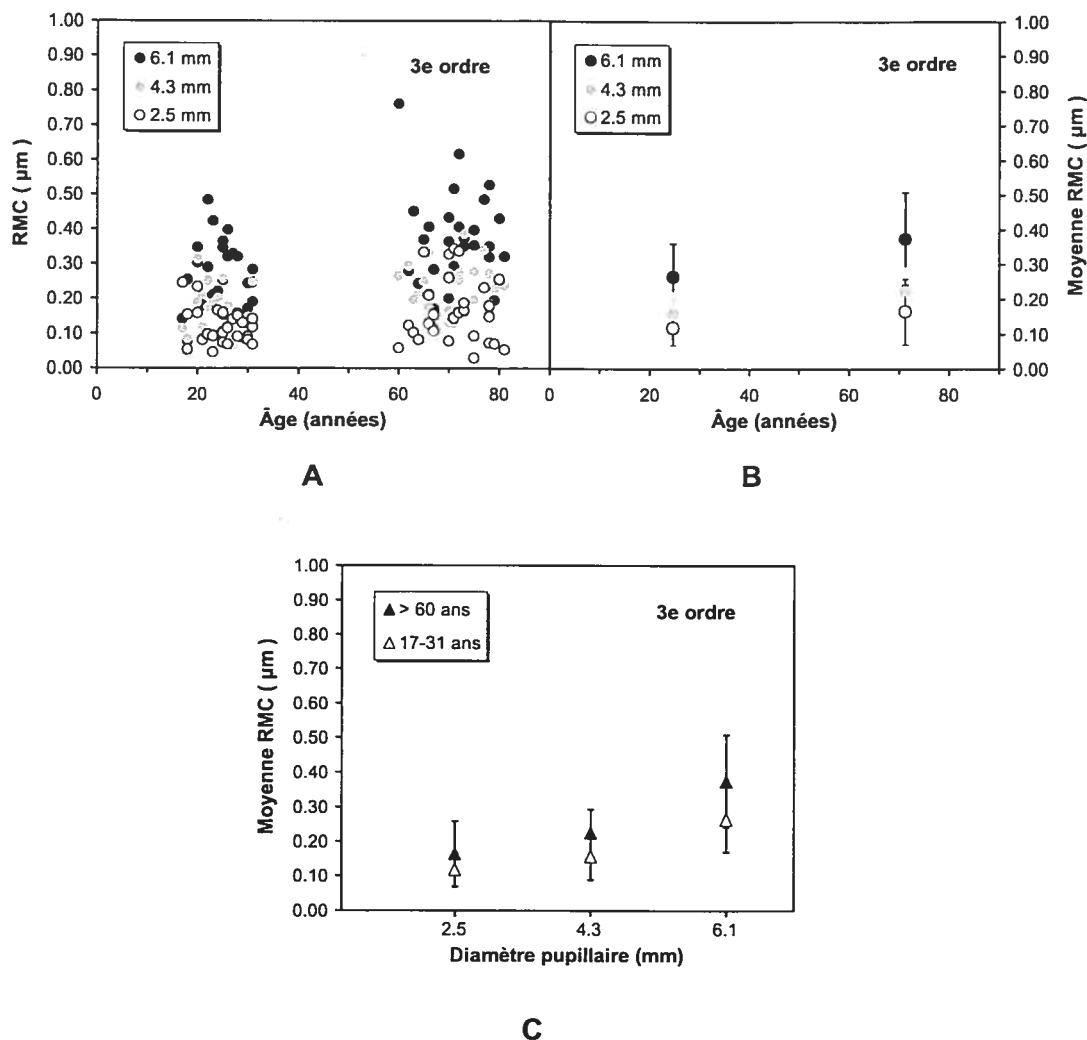 1.00
0.90
0.80
0.70
0.60
0.50
0.40
0.30
0.20
0.10
0.00
RMC ( µm )
6.1 mm
4.3 mm
2.5 mm
3e ordre
0 20 40 60 80
Âge (années)
A
6.1 mm
4.3 mm
2.5 mm
3e ordre
1.00
0.90
0.80
0.70
0.60
0.50
0.40
0.30
0.20
0.10
0.00
Moyenne RMC ( µm )
0 20 40 60 80
Âge (années)
B
1.00
0.90
0.80
0.70
0.60
0.50
0.40
0.30
0.20
0.10
0.00
Moyenne RMC ( µm )
> 60 ans
17-31 ans
3e ordre
2.5 4.3 6.1
Diamètre pupillaire (mm)
C